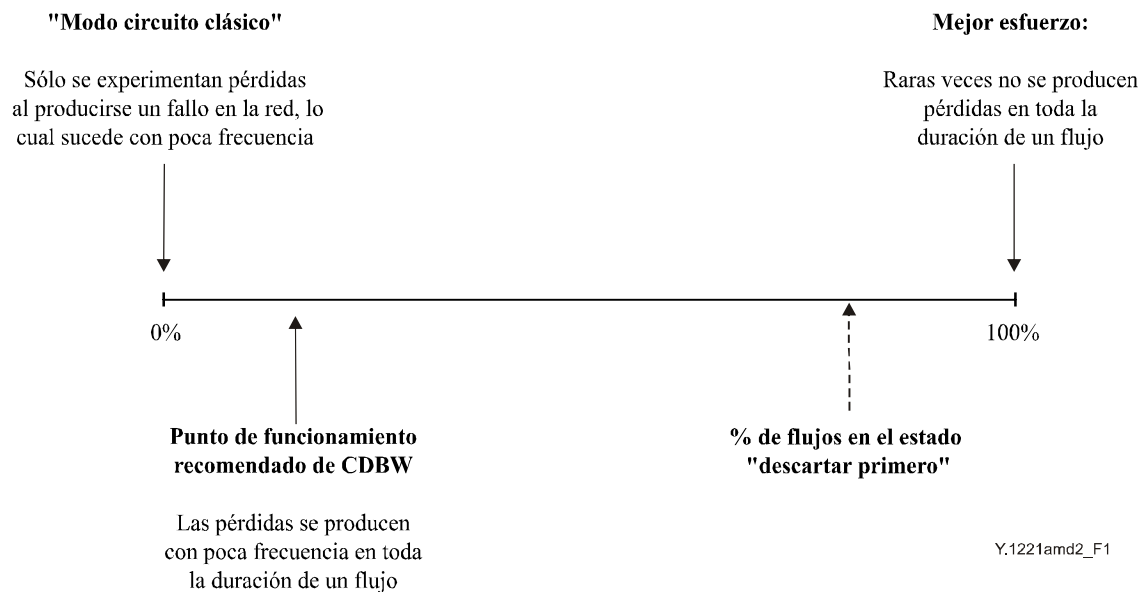 "Modo circuito clásico"
Sólo se experimentan pérdidas
al producirse un fallo en la red, lo
cual sucede con poca frecuencia
Mejor esfuerzo:
Raras veces no se producen
pérdidas en toda la
duración de un flujo
0%
100%
Punto de funcionamiento
recomendado de CDBW
Las pérdidas se producen
con poca frecuencia en toda
la duración de un flujo
% de flujos en el estado
"descartar primero"
Y.1221amd2_F1